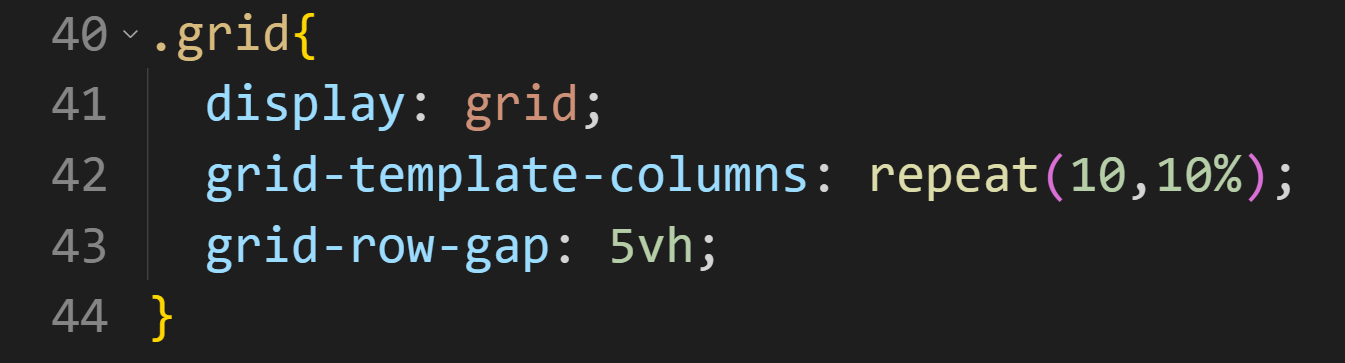 40 .grid{
41 display: grid;
42 grid-template-columns: repeat(10,10%);
43 grid-row-gap: 5vh;
44 }